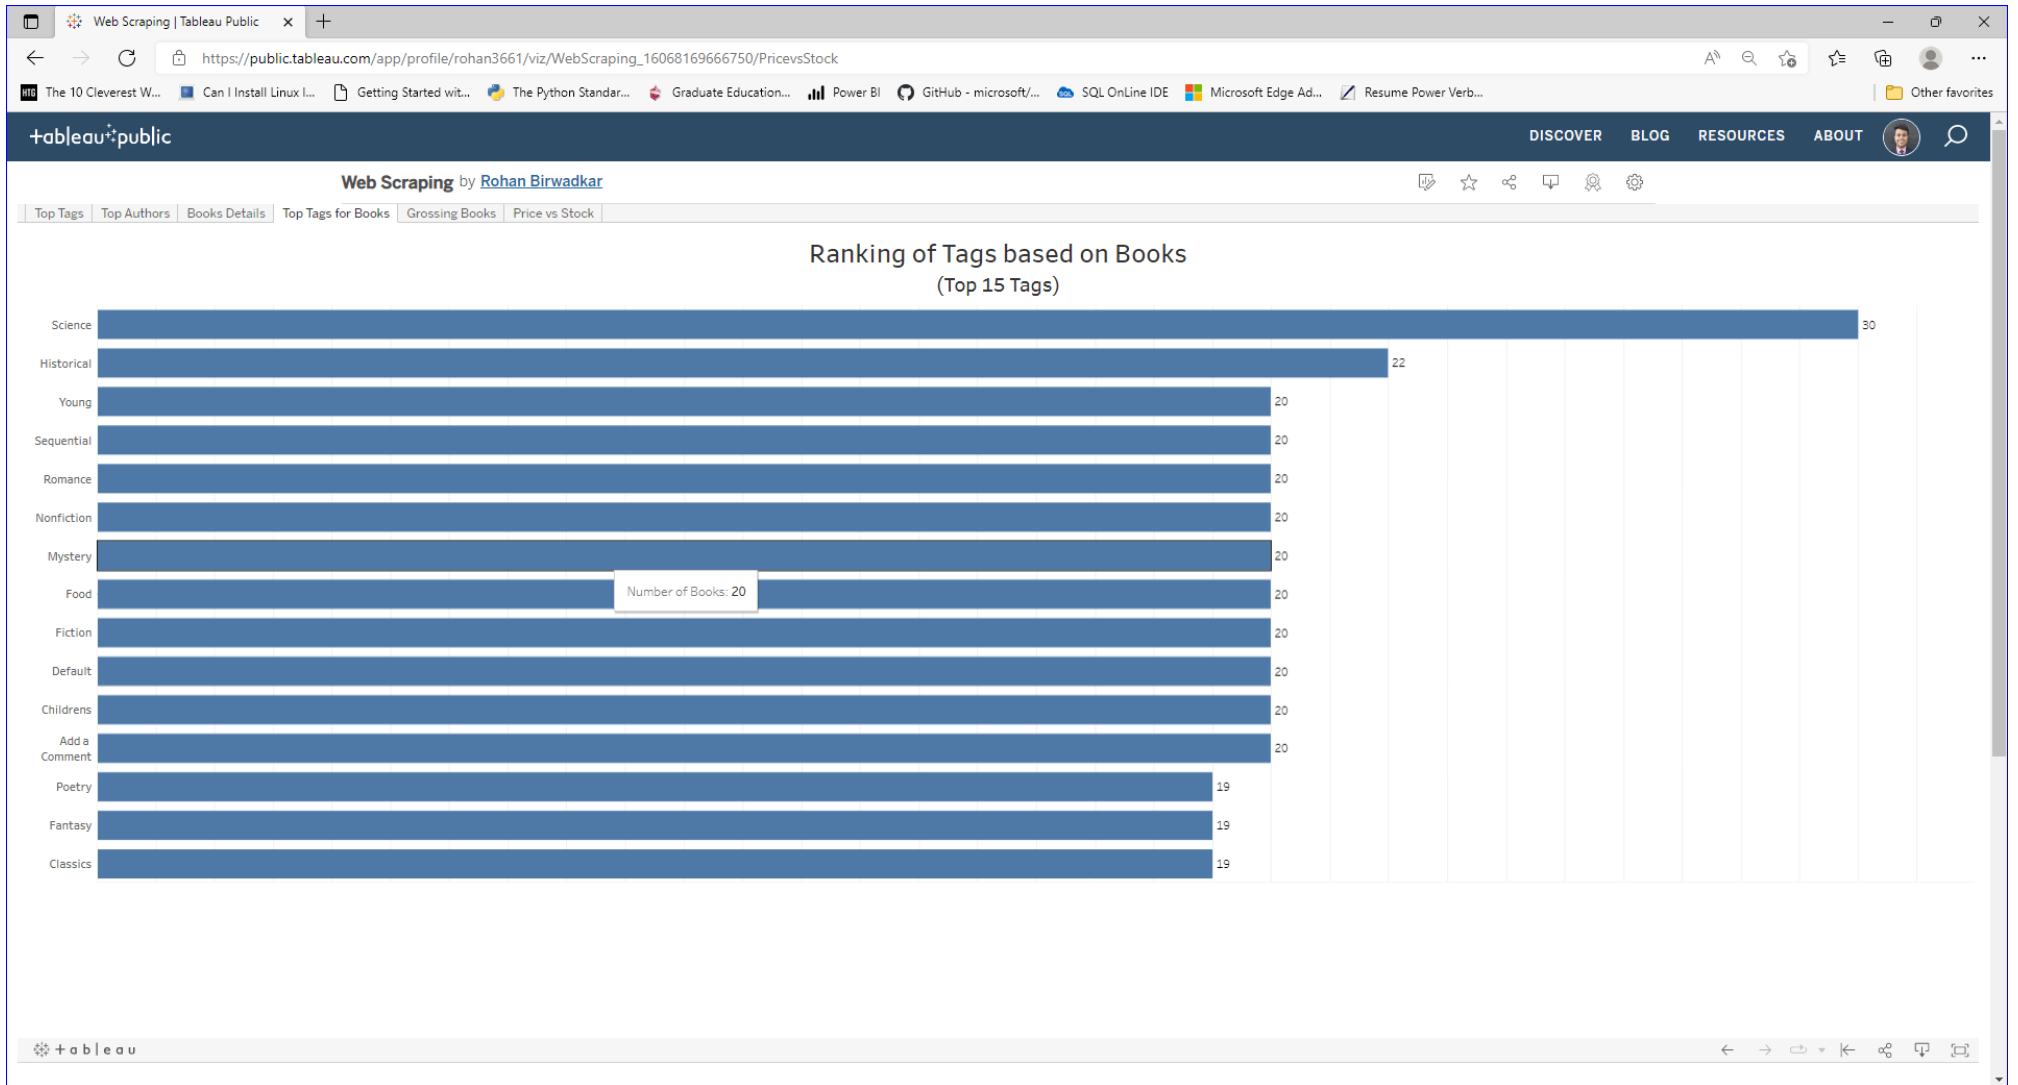 Web Scraping | Tableau Public
https://public.tableau.com/app/profile/rohan3661/viz/WebScraping_16068169666750/PricevsStock
HTG The 10 Cleverest W... Can I Install Linux I... Getting Started wit... The Python Standar... Graduate Education... Power BI GitHub - microsoft/... SQL SQL OnLine IDE Microsoft Edge Ad... Resume Power Verb... Other favorites
+ableau public DISCOVER BLOG RESOURCES ABOUT
Web Scraping by Rohan Birwadkar
Top Tags Top Authors Books Details Top Tags for Books Grossing Books Price vs Stock
Ranking of Tags based on Books
(Top 15 Tags)
Science 30
Historical 22
Young 20
Sequential 20
Romance 20
Nonfiction 20
Mystery 20
Number of Books: 20
Food 20
Fiction 20
Default 20
Childrens 20
Add a
Comment 20
Poetry 19
Fantasy 19
Classics 19
+ableau